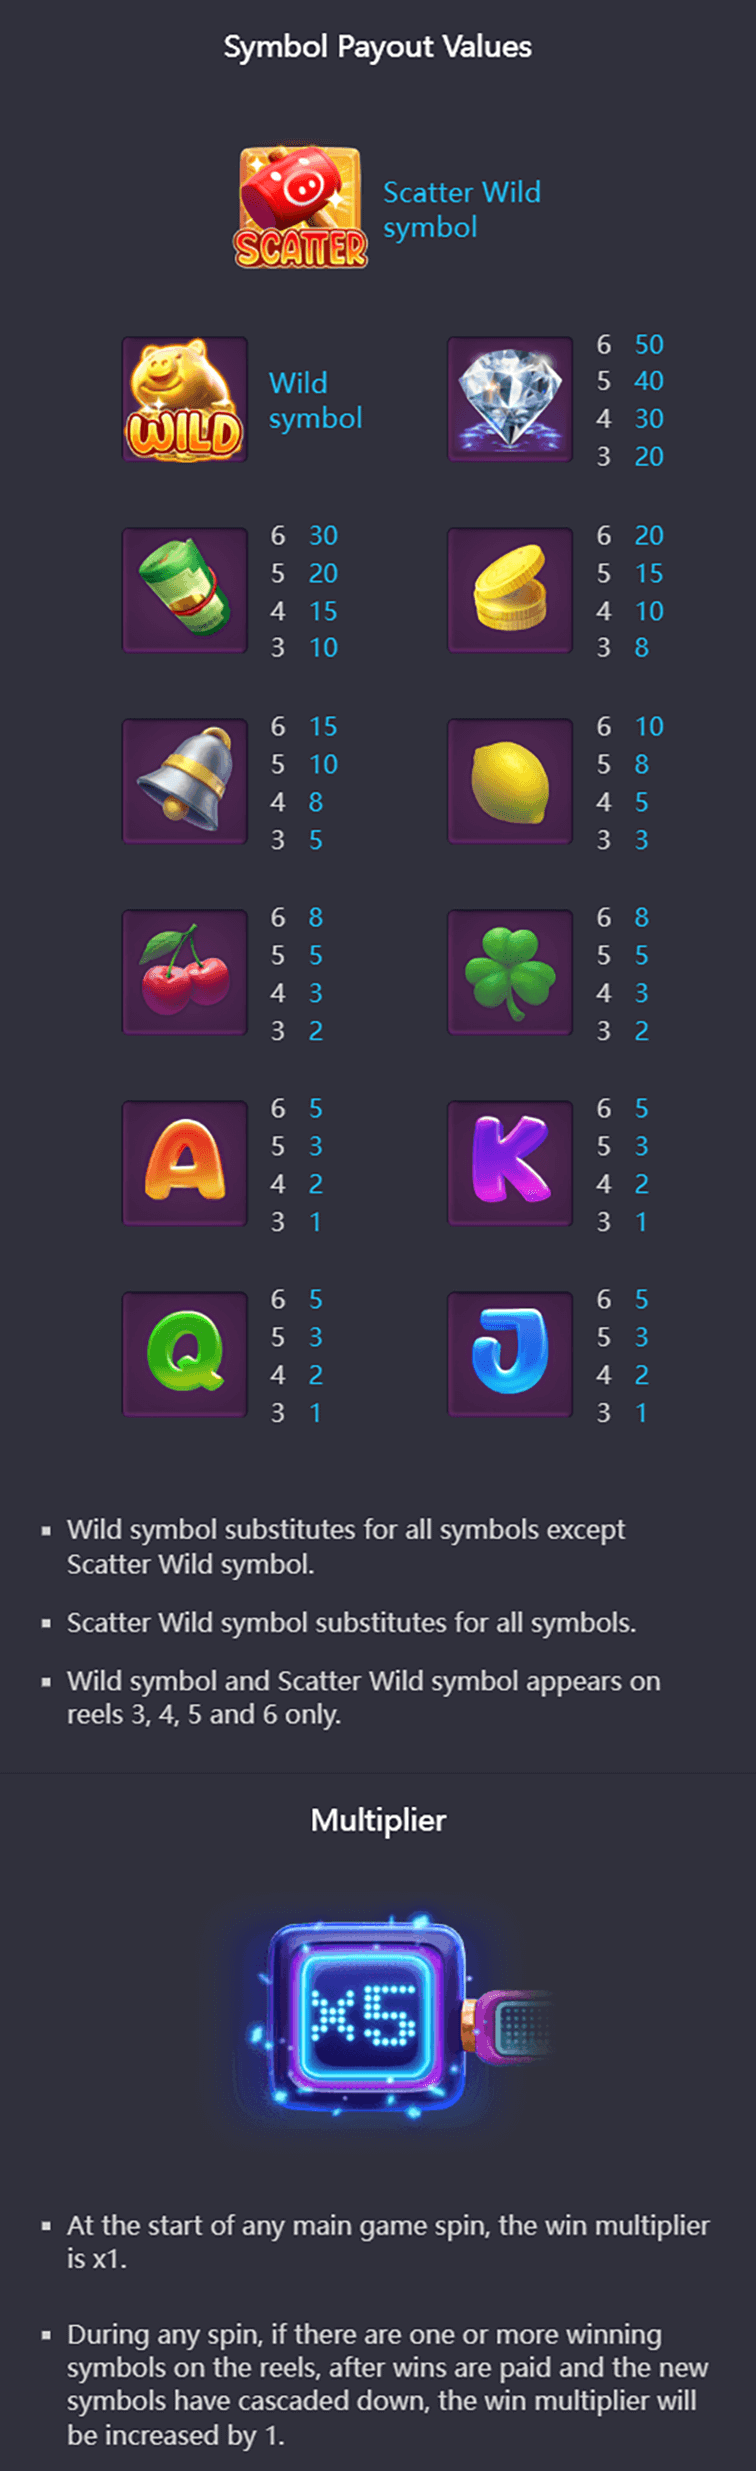 Symbol Payout Values
SCATTER
Scatter Wild
symbol
WILD
Wild
symbol
6 50
5 40
4 30
3 20
6 30
5 20
4 15
3 10
6 20
5 15
4 10
3 8
6 15
5 10
4 8
3 5
6 10
5 8
4 5
3 3
6 8
5 5
4 3
3 2
6 8
5 5
4 3
3 2
A
6 5
5 3
4 2
3 1
K
6 5
5 3
4 2
3 1
Q
6 5
5 3
4 2
3 1
J
6 5
5 3
4 2
3 1
▪ Wild symbol substitutes for all symbols except
Scatter Wild symbol.
▪ Scatter Wild symbol substitutes for all symbols.
▪ Wild symbol and Scatter Wild symbol appears on
reels 3, 4, 5 and 6 only.
Multiplier
x5
▪ At the start of any main game spin, the win multiplier
is x1.
▪ During any spin, if there are one or more winning
symbols on the reels, after wins are paid and the new
symbols have cascaded down, the win multiplier will
be increased by 1.